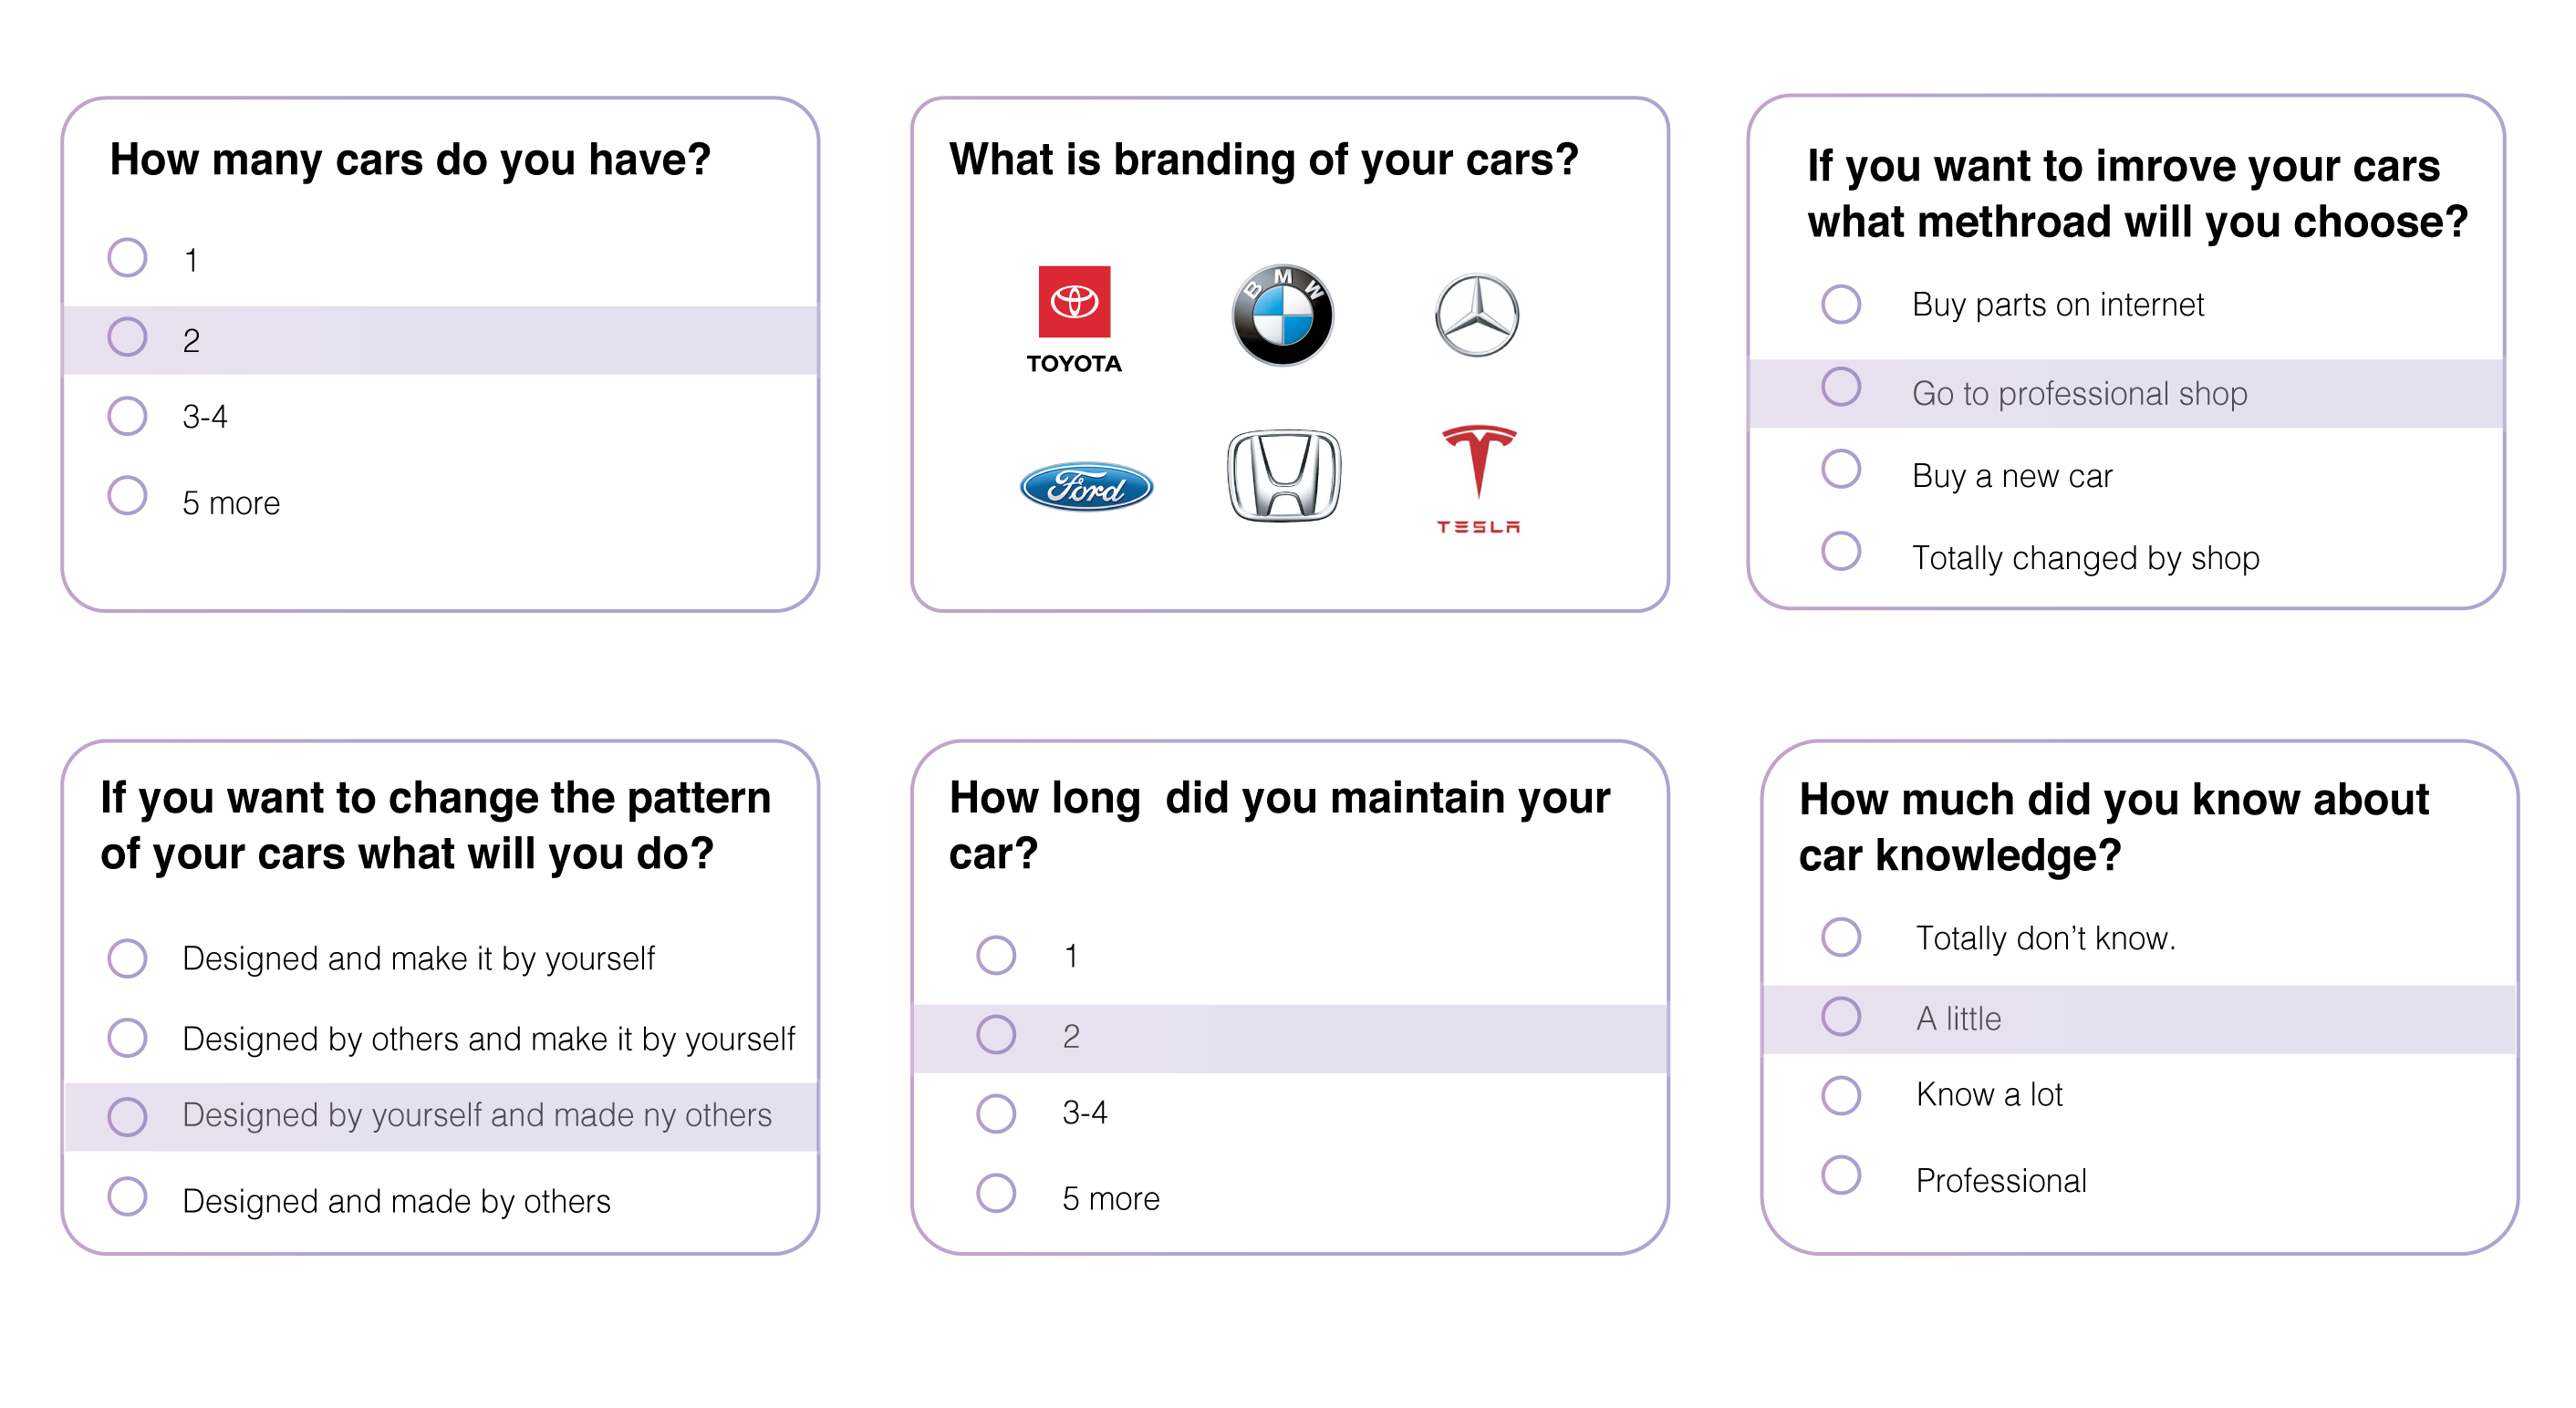 How many cars do you have?
1
2
3-4
5 more
What is branding of your cars?
TOYOTA
BMW
Ford
TESLA
If you want to imrove your cars
what methroad will you choose?
Buy parts on internet
Go to professional shop
Buy a new car
Totally changed by shop
If you want to change the pattern
of your cars what will you do?
Designed and make it by yourself
Designed by others and make it by yourself
Designed by yourself and made ny others
Designed and made by others
How long  did you maintain your
car?
1
2
3-4
5 more
How much did you know about
car knowledge?
Totally don’t know.
A little
Know a lot
Professional